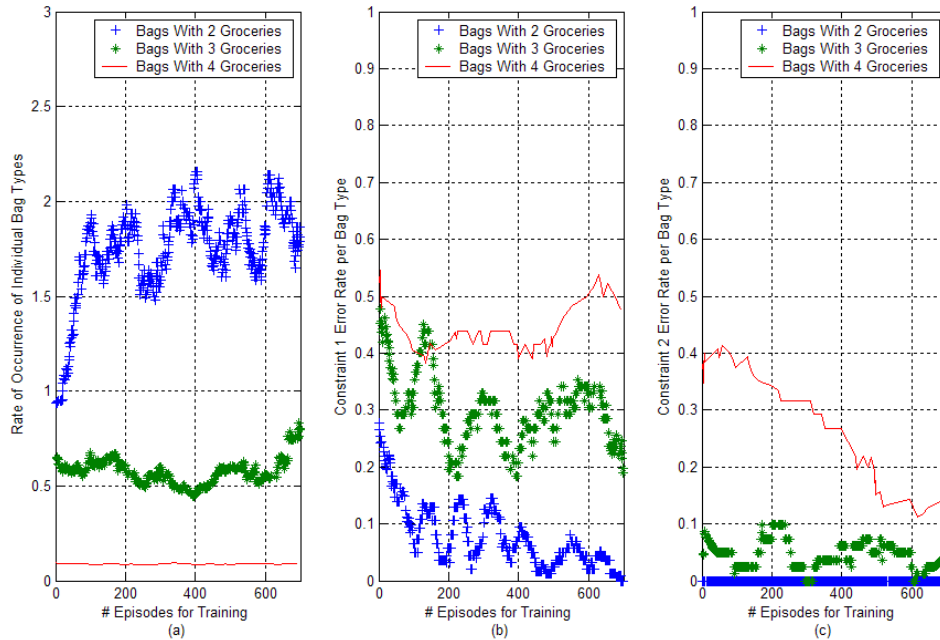 Bags With 2 Groceries
Bags With 3 Groceries
Bags With 4 Groceries
Rate of Occurrence of Individual Bag Types
3
2.5
2
1.5
1
0.5
0
0
200
400
600
# Episodes for Training
(a)
Bags With 2 Groceries
Bags With 3 Groceries
Bags With 4 Groceries
Constraint 1 Error Rate per Bag Type
1
0.9
0.8
0.7
0.6
0.5
0.4
0.3
0.2
0.1
0
0
200
400
600
# Episodes for Training
(b)
Bags With 2 Groceries
Bags With 3 Groceries
Bags With 4 Groceries
Constraint 2 Error Rate per Bag Type
1
0.9
0.8
0.7
0.6
0.5
0.4
0.3
0.2
0.1
0
0
200
400
600
# Episodes for Training
(c)